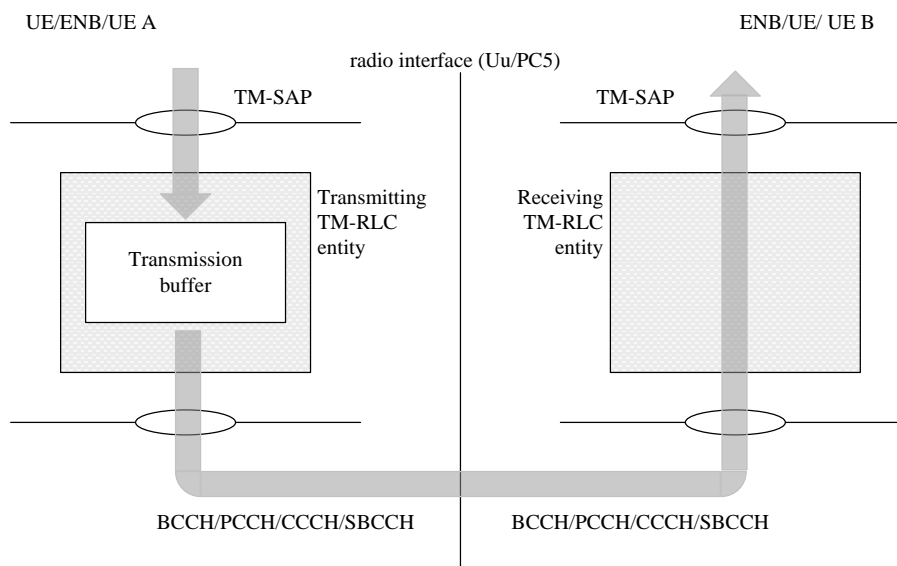 UE/ENB/UE A
ENB/UE/ UE B
radio interface (Uu/PC5)
TM-SAP
TM-SAP
Transmitting
TM-RLC
entity
Receiving
TM-RLC
entity
Transmission
buffer
BCCH/PCCH/CCCH/SBCCH
BCCH/PCCH/CCCH/SBCCH